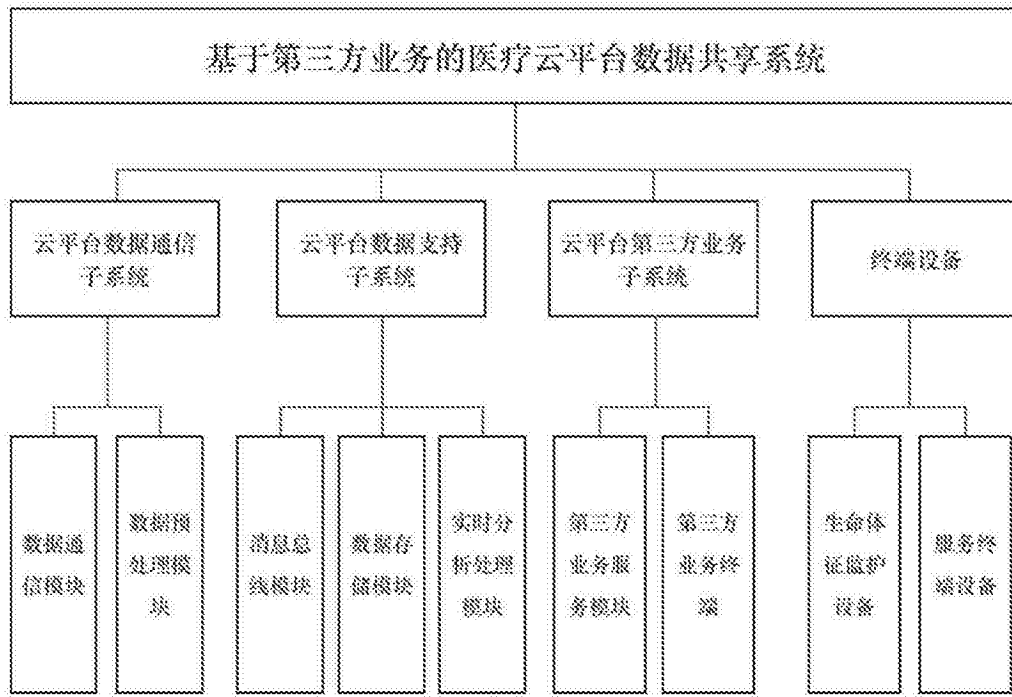 基于第三方业务的医疗云平台数据共享系统
云平台数据通信
子系统
云平台数据支持
子系统
云平台第三方业务
子系统
终端设备
数据通
信模块
数据预
处理模
块
消息总
线模块
数据存
储模块
实时分
析处理
模块
第三方
业务服
务模块
第三方
业务终
端
生命体
征监护
设备
服务终
端设备